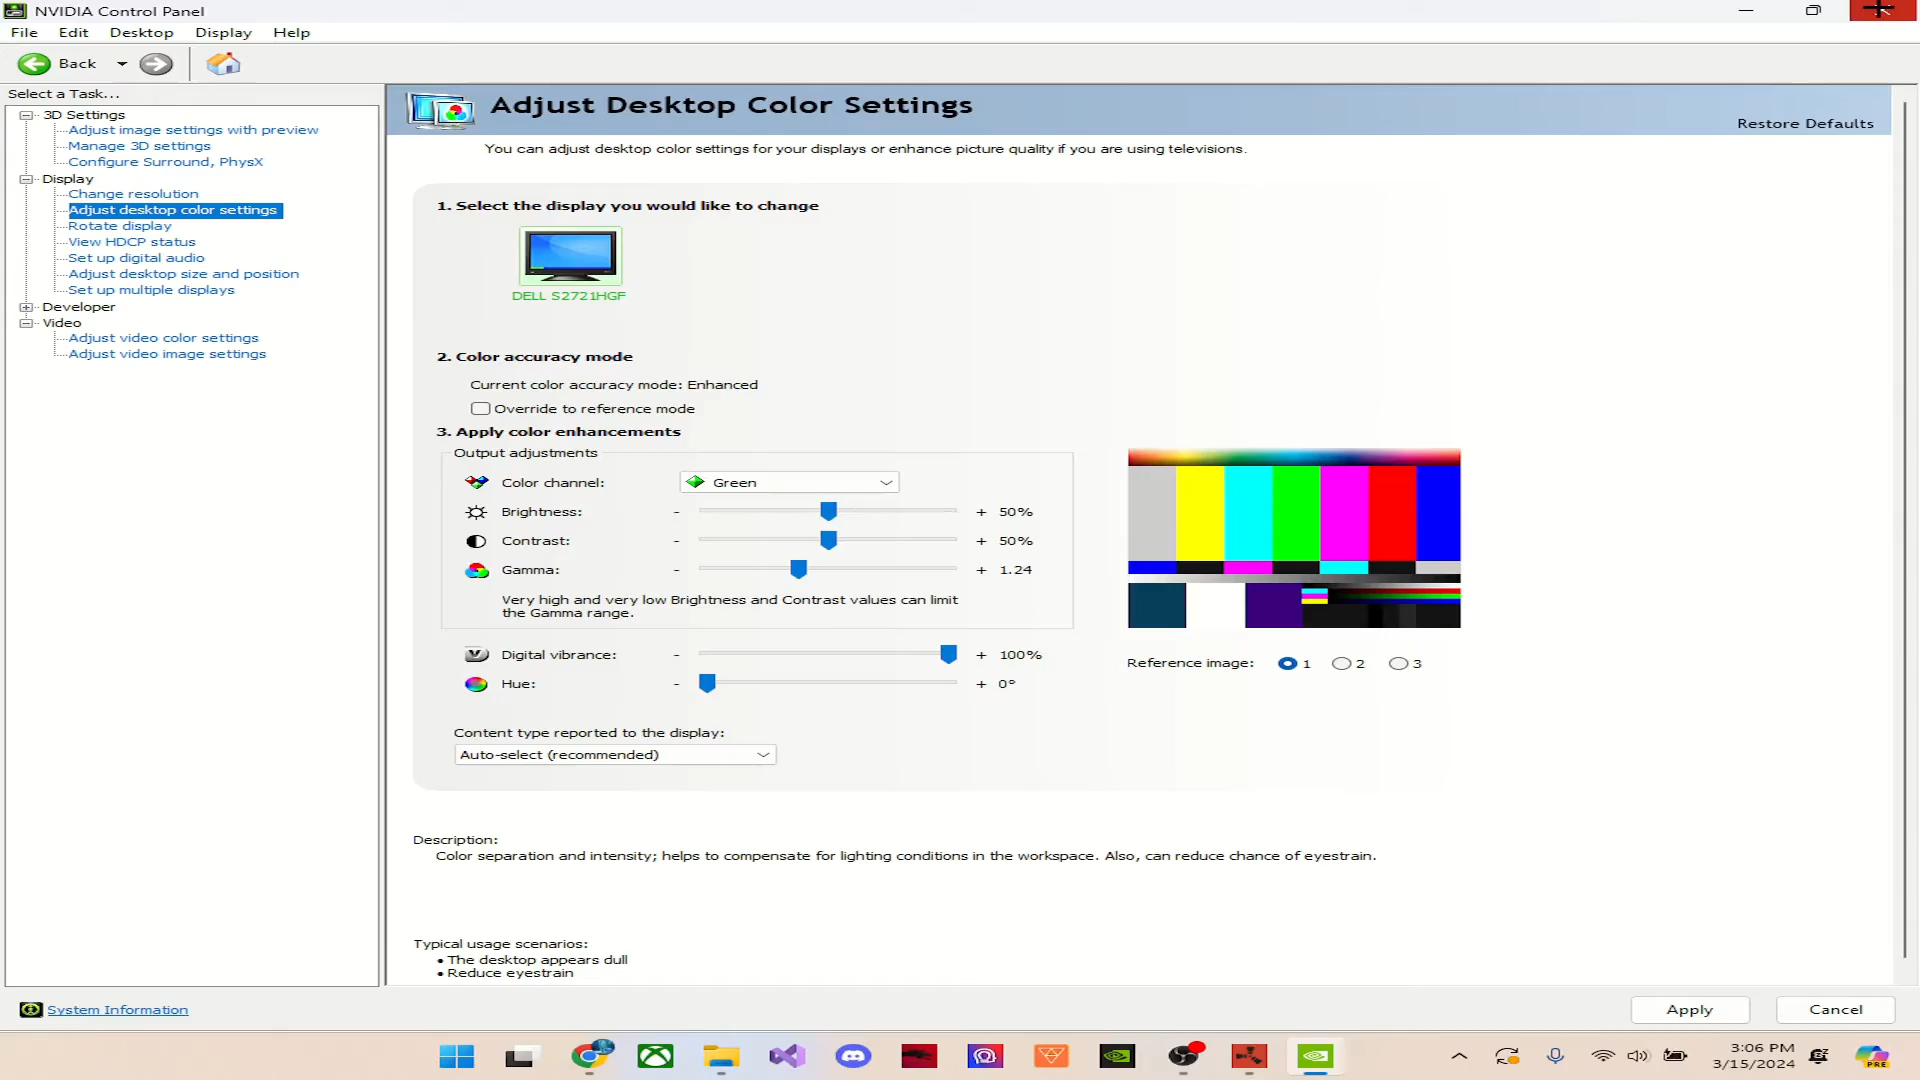 NVIDIA Control Panel
File Edit Desktop Display Help
Back
Select a Task...
3D Settings
Adjust image settings with preview
Manage 3D settings
Configure Surround, PhysX
Display
Change resolution
Adjust desktop color settings
Rotate display
View HDCP status
Set up digital audio
Adjust desktop size and position
Set up multiple displays
Developer
Video
Adjust video color settings
Adjust video image settings
System Information
Adjust Desktop Color Settings
Restore Defaults
You can adjust desktop color settings for your displays or enhance picture quality if you are using televisions.
1. Select the display you would like to change
DELL S2721HGF
2. Color accuracy mode
Current color accuracy mode: Enhanced
Override to reference mode
3. Apply color enhancements
Output adjustments
Color channel: Green
Brightness: - + 50%
Contrast: - + 50%
Gamma: - + 1.24
Very high and very low Brightness and Contrast values can limit
the Gamma range.
Digital vibrance: - + 100%
Hue: - + 0°
Reference image: 1 2 3
Content type reported to the display:
Auto-select (recommended)
Description:
Color separation and intensity; helps to compensate for lighting conditions in the workspace. Also, can reduce chance of eyestrain.
Typical usage scenarios:
• The desktop appears dull
• Reduce eyestrain
Apply Cancel
3:06 PM
3/15/2024
PRE